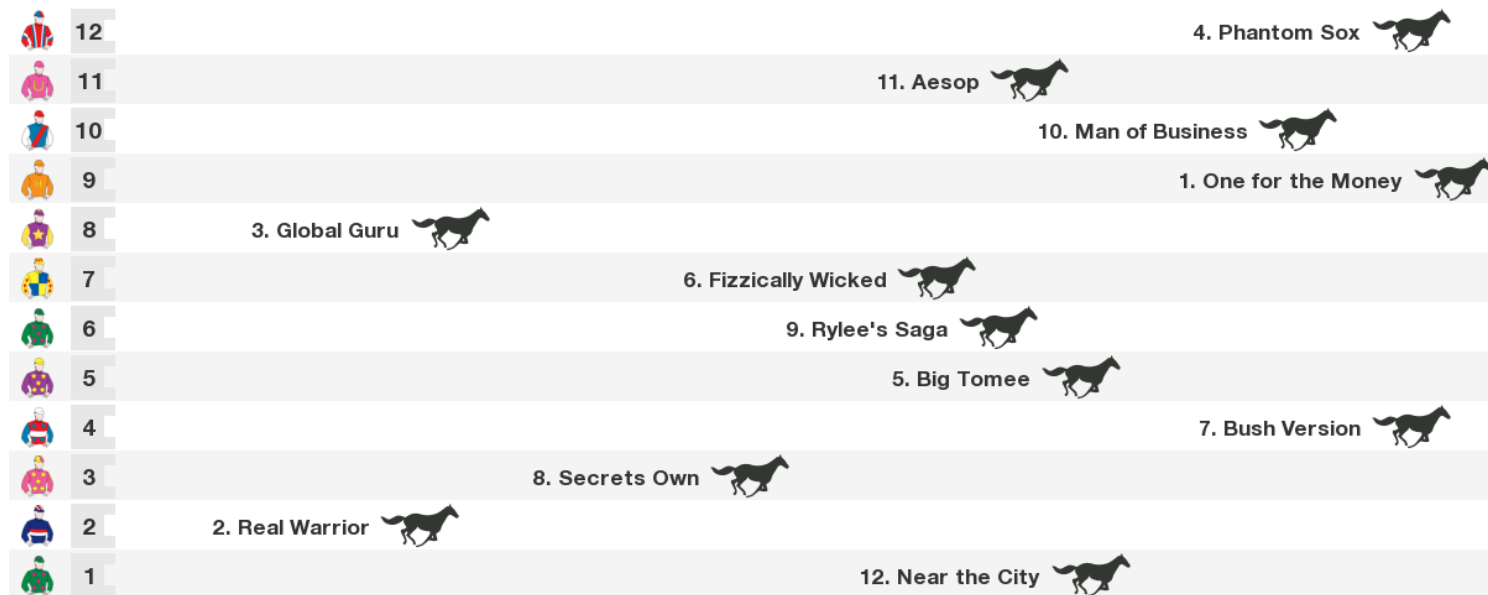 12 4. Phantom Sox
11 11. Aesop
10 10. Man of Business
9 1. One for the Money
8 3. Global Guru
7 6. Fizzically Wicked
6 9. Rylee's Saga
5 5. Big Tomee
4 7. Bush Version
3 8. Secrets Own
2 2. Real Warrior
1 12. Near the City